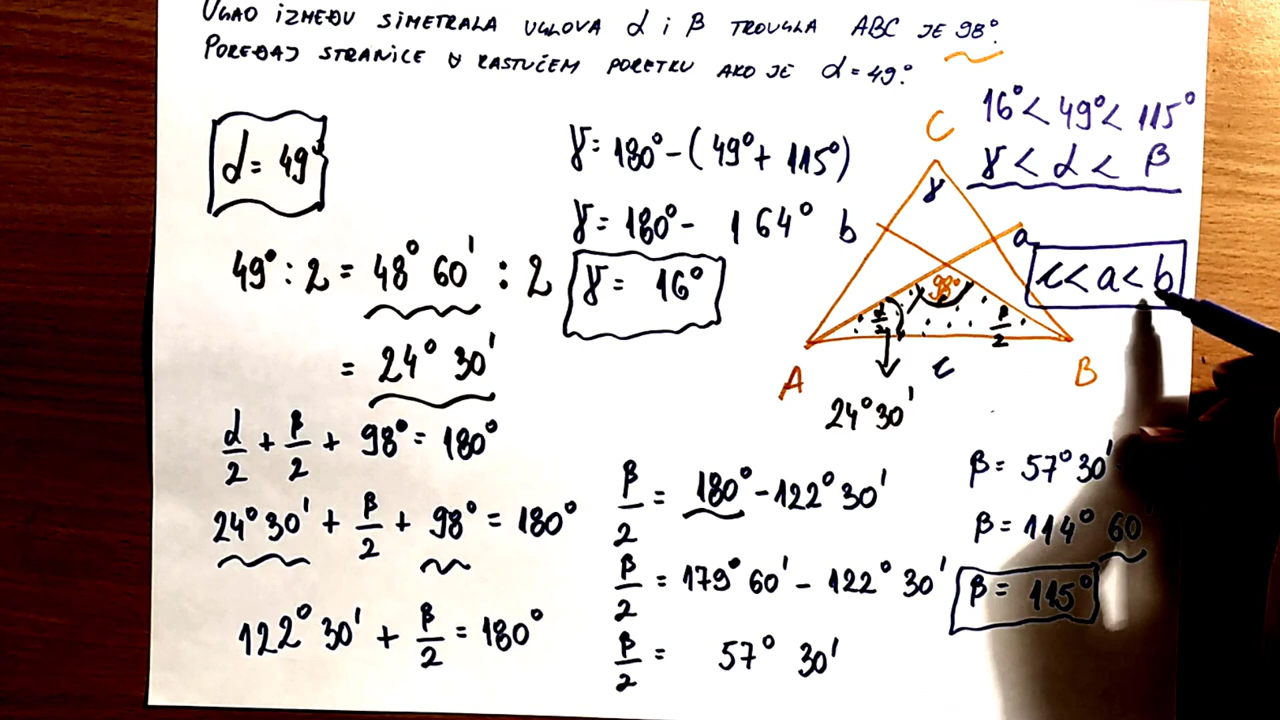 UGAO IZMEĐU SIMETRALA UGLOVA α i β TROUGLA ABC JE 98°.
POREĐAJ STRANICE U RASTUĆEM PORETKU AKO JE α = 49°.
α = 49°
49° : 2 = 48° 60' : 2
= 24° 30'
α/2 + β/2 + 98° = 180°
24° 30' + β/2 + 98° = 180°
122° 30' + β/2 = 180°
γ = 180° - (49° + 115°)
γ = 180° - 164°
γ = 16°
C
γ
b
a
98°
α/2
β/2
A
c
B
24° 30'
16° < 49° < 115°
γ < α < β
c < a < b
β/2 = 180° - 122° 30'
β/2 = 179° 60' - 122° 30'
β/2 = 57° 30'
β = 57° 30'
β = 114° 60'
β = 115°